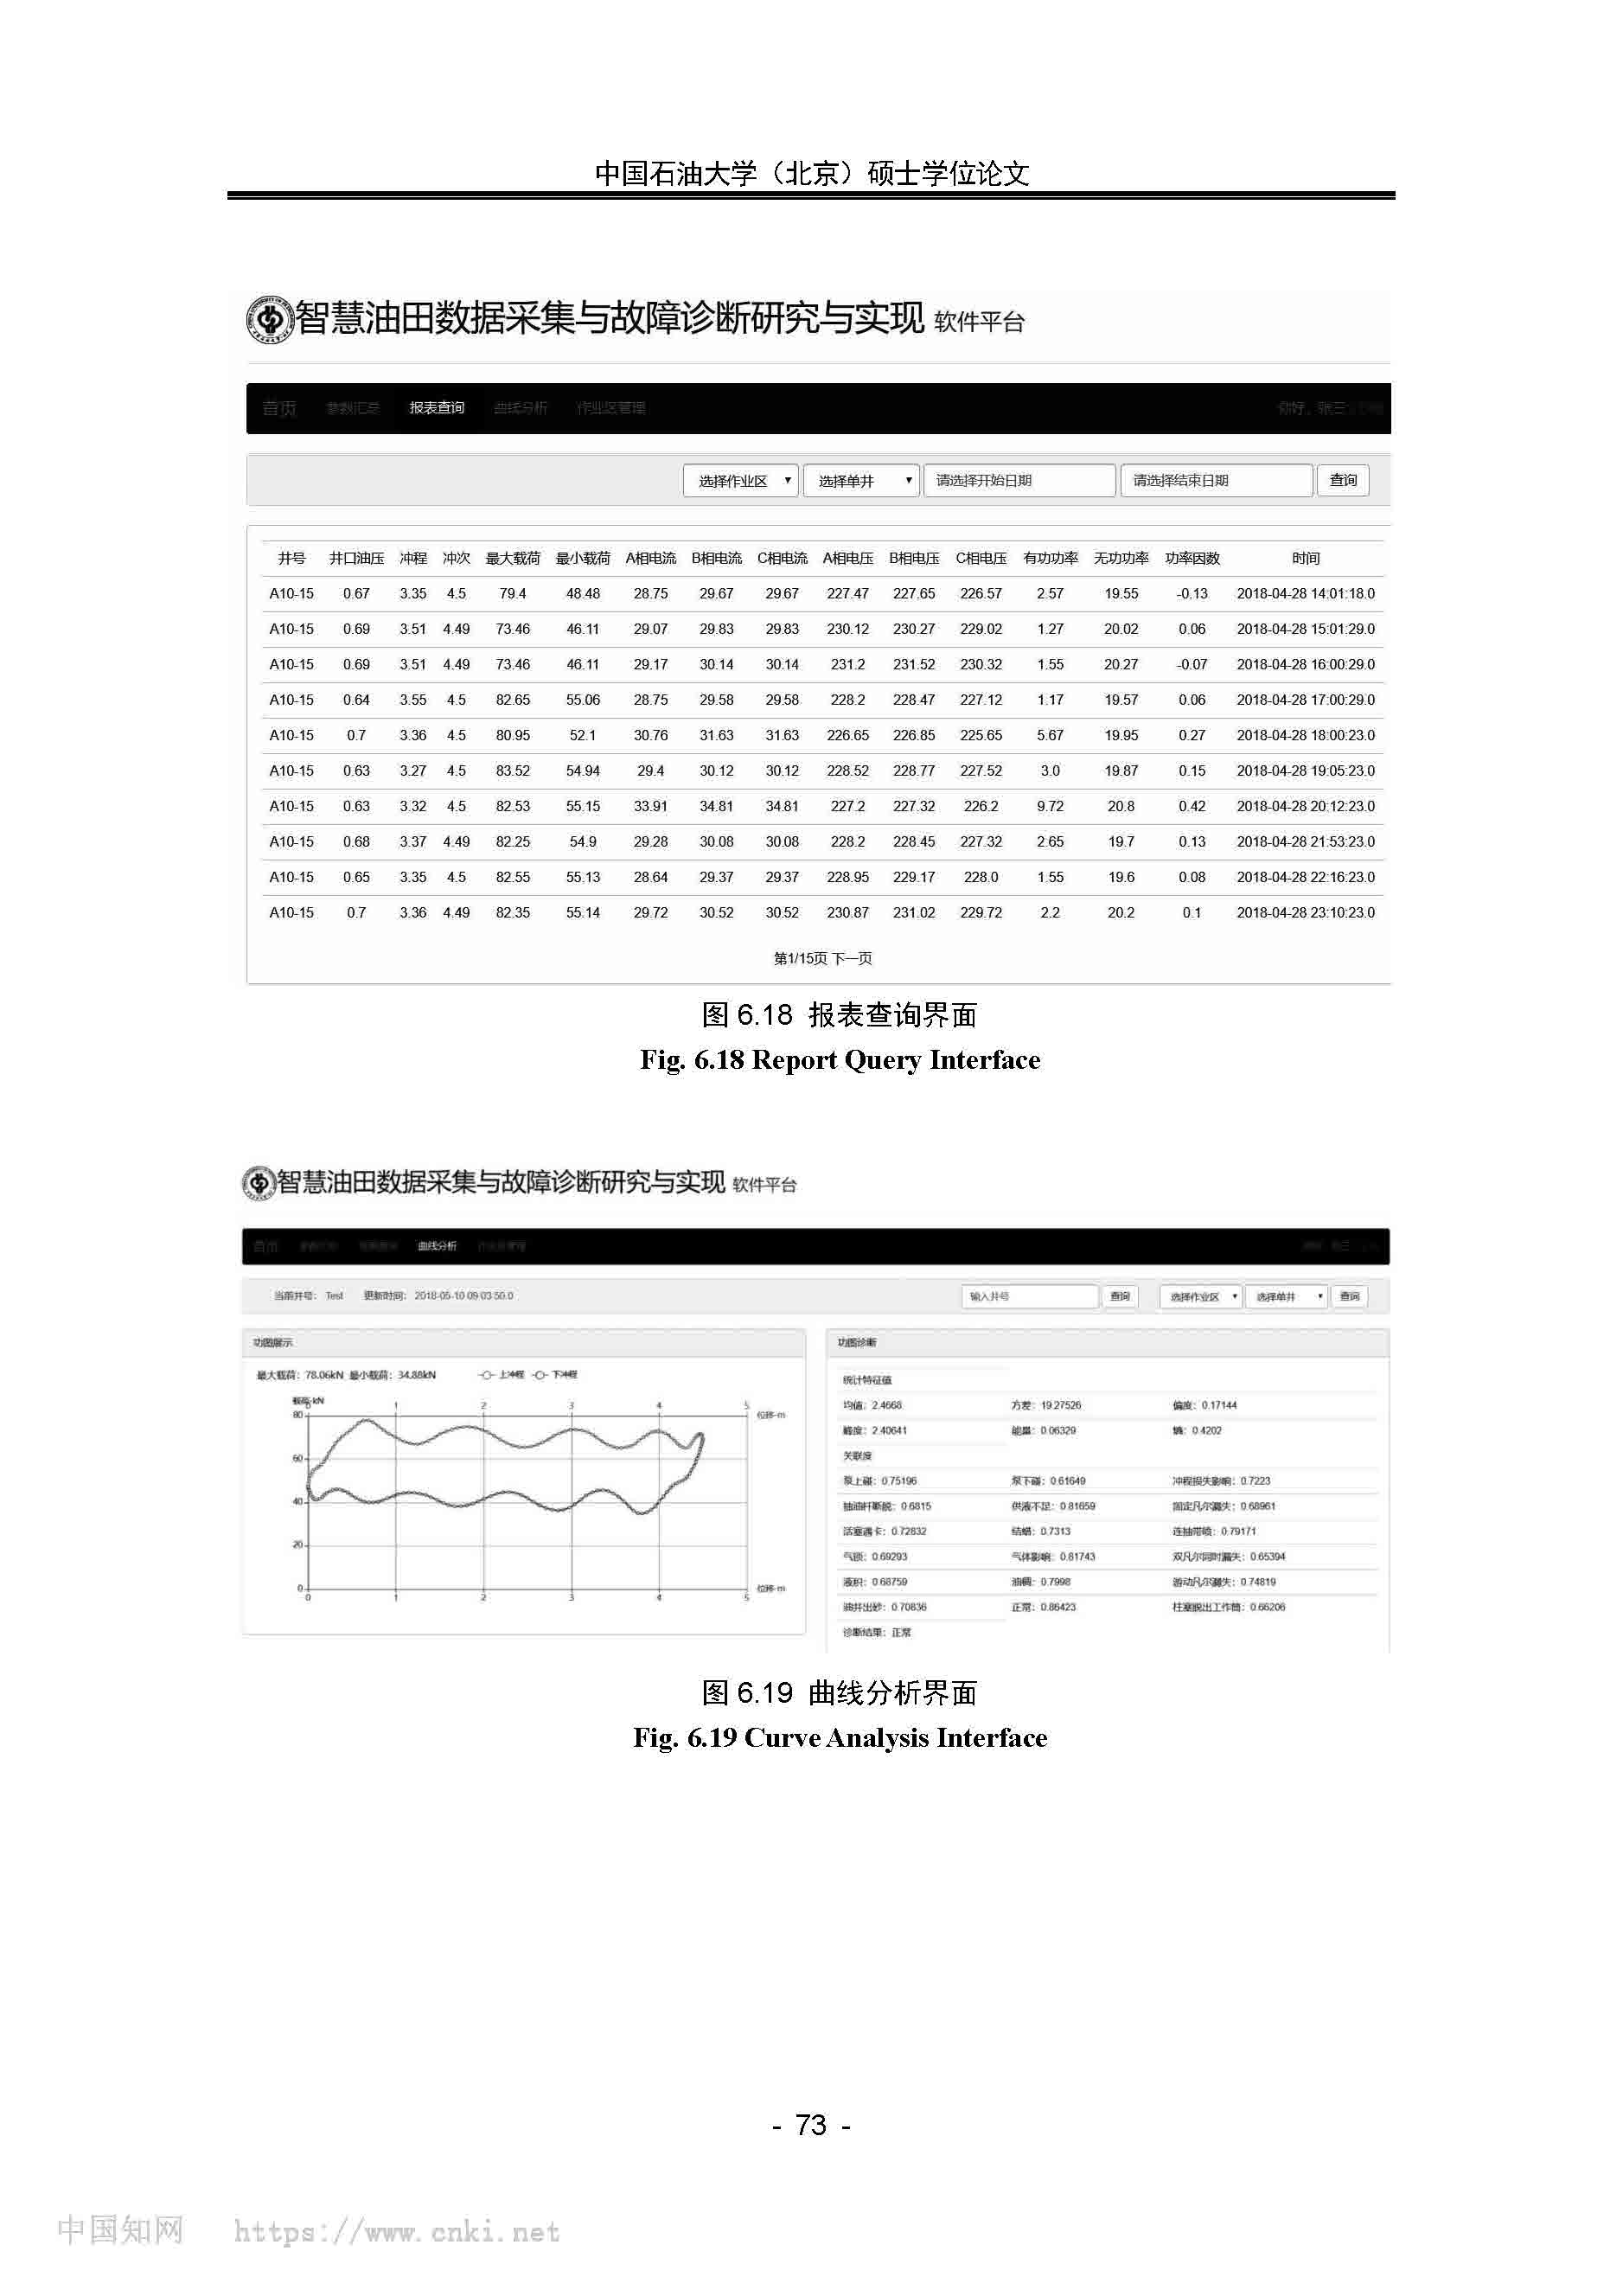 中国石油大学（北京）硕士学位论文
智慧油田数据采集与故障诊断研究与实现 软件平台
首页 参数汇总 报表查询 曲线分析 作业区管理 你好，张三
选择作业区 选择单井 请选择开始日期 请选择结束日期 查询
井号 井口油压 冲程 冲次 最大载荷 最小载荷 A相电流 B相电流 C相电流 A相电压 B相电压 C相电压 有功功率 无功功率 功率因数 时间
A10-15 0.67 3.35 4.5 79.4 48.48 28.75 29.67 29.67 227.47 227.65 226.57 2.57 19.55 -0.13 2018-04-28 14:01:18.0
A10-15 0.69 3.51 4.49 73.46 46.11 29.07 29.83 29.83 230.12 230.27 229.02 1.27 20.02 0.06 2018-04-28 15:01:29.0
A10-15 0.69 3.51 4.49 73.46 46.11 29.17 30.14 30.14 231.2 231.52 230.32 1.55 20.27 -0.07 2018-04-28 16:00:29.0
A10-15 0.64 3.55 4.5 82.65 55.06 28.75 29.58 29.58 228.2 228.47 227.12 1.17 19.57 0.06 2018-04-28 17:00:29.0
A10-15 0.7 3.36 4.5 80.95 52.1 30.76 31.63 31.63 226.65 226.85 225.65 5.67 19.95 0.27 2018-04-28 18:00:23.0
A10-15 0.63 3.27 4.5 83.52 54.94 29.4 30.12 30.12 228.52 228.77 227.52 3.0 19.87 0.15 2018-04-28 19:05:23.0
A10-15 0.63 3.32 4.5 82.53 55.15 33.91 34.81 34.81 227.2 227.32 226.2 9.72 20.8 0.42 2018-04-28 20:12:23.0
A10-15 0.68 3.37 4.49 82.25 54.9 29.28 30.08 30.08 228.2 228.45 227.32 2.65 19.7 0.13 2018-04-28 21:53:23.0
A10-15 0.65 3.35 4.5 82.55 55.13 28.64 29.37 29.37 228.95 229.17 228.0 1.55 19.6 0.08 2018-04-28 22:16:23.0
A10-15 0.7 3.36 4.49 82.35 55.14 29.72 30.52 30.52 230.87 231.02 229.72 2.2 20.2 0.1 2018-04-28 23:10:23.0
第1/15页 下一页
图 6.18 报表查询界面
Fig. 6.18 Report Query Interface
智慧油田数据采集与故障诊断研究与实现 软件平台
首页 曲线分析
当前井号： Test 更新时间： 2018-05-10 09:03:50.0 输入井号 查询 选择作业区 选择单井 查询
功图展示
最大载荷：78.06kN 最小载荷：34.88kN 上冲程 下冲程
载荷-kN
0 1 2 3 4 5
80 位移-m
60
40
20
0 位移-m
0 1 2 3 4 5
功图诊断
统计特征值
均值：2.4668 方差：19.27526 偏度：0.17144
峰度：2.40641 能量：0.06329 熵：0.4202
关联度
泵上碰：0.75196 泵下碰：0.61649 冲程损失影响：0.7223
抽油杆断脱：0.6815 供液不足：0.81659 固定凡尔漏失：0.68961
活塞遇卡：0.72832 结蜡：0.7313 连抽带喷：0.79171
气锁：0.69293 气体影响：0.81743 双凡尔同时漏失：0.65394
液积：0.68759 油稠：0.7998 游动凡尔漏失：0.74819
油井出砂：0.70836 正常：0.86423 柱塞脱出工作筒：0.66206
诊断结果：正常
图 6.19 曲线分析界面
Fig. 6.19 Curve Analysis Interface
- 73 -
中国知网 https://www.cnki.net